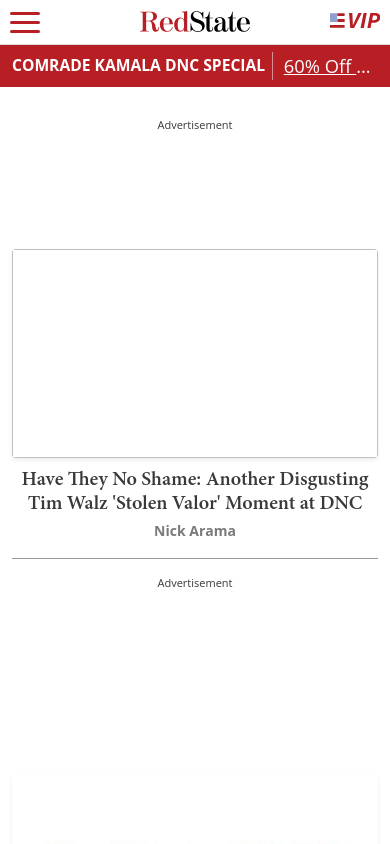 RedState
VIP
COMRADE KAMALA DNC SPECIAL
60% Off ...
Advertisement
Have They No Shame: Another Disgusting
Tim Walz 'Stolen Valor' Moment at DNC
Nick Arama
Advertisement